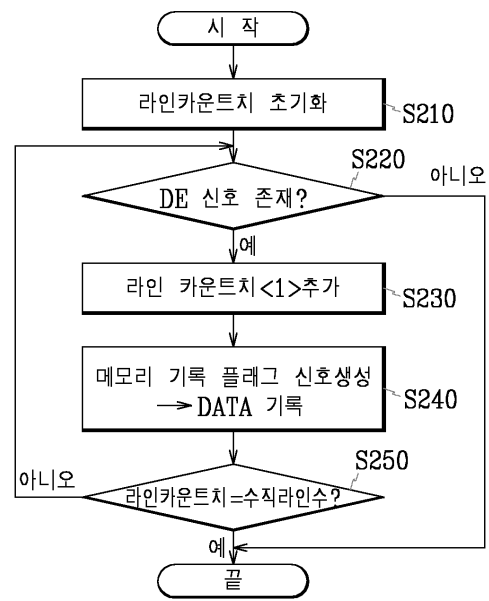 시 작
라인카운트치 초기화
S210
S220
아니오
DE 신호 존재?
예
라인 카운트치<1>추가
S230
메모리 기록 플래그 신호생성
→DATA 기록
S240
S250
아니오
라인카운트치=수직라인수?
예
끝